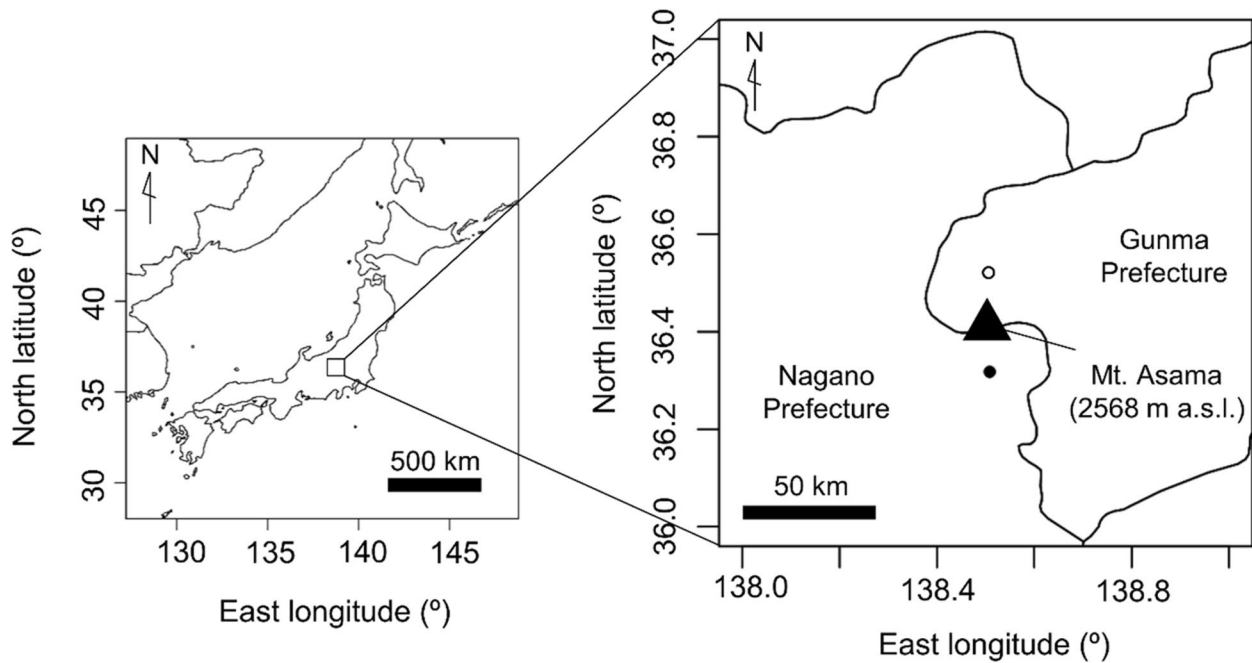 N
45
40
35
30
North latitude (º)
500 km
130 135 140 145
East longitude (º)
N
37.0
36.8
36.6
36.4
36.2
36.0
North latitude (º)
Gunma
Prefecture
Nagano
Prefecture
Mt. Asama
(2568 m a.s.l.)
50 km
138.0 138.4 138.8
East longitude (º)